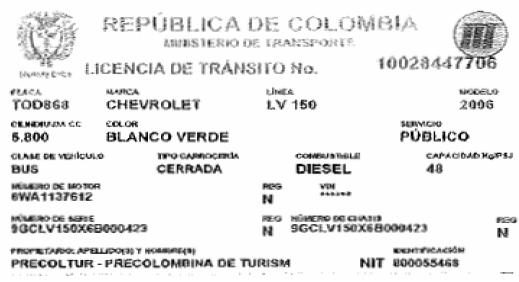 REPÚBLICA DE COLOMBIA
MINISTERIO DE TRANSPORTE
LICENCIA DE TRÁNSITO No. 10028447706
PLACA MARCA LÍNEA MODELO
TOD868 CHEVROLET LV 150 2006
CILINDRADA CC COLOR SERVICIO
5.800 BLANCO VERDE PÚBLICO
CLASE DE VEHÍCULO TIPO CARROCERÍA COMBUSTIBLE CAPACIDAD Kg/PSJ
BUS CERRADA DIESEL 48
NÚMERO DE MOTOR REG VIN
6WA1137612 N
NÚMERO DE SERIE REG NÚMERO DE CHASIS REG
9GCLV150X6B000423 N 9GCLV150X6B000423 N
PROPIETARIO: APELLIDO(S) Y NOMBRE(S) IDENTIFICACIÓN
PRECOLTUR - PRECOLOMBINA DE TURISM NIT 800055468